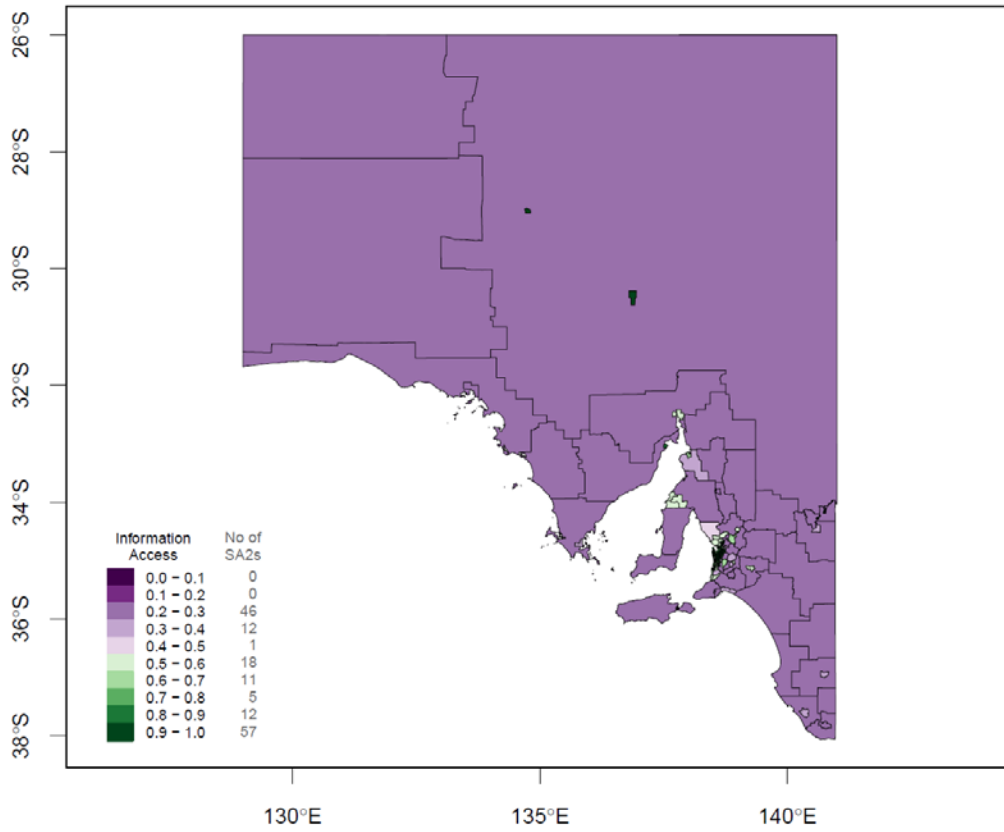 26°S
28°S
30°S
32°S
34°S
36°S
38°S
Information Access No of SA2s
0.0 – 0.1 0
0.1 – 0.2 0
0.2 – 0.3 46
0.3 – 0.4 12
0.4 – 0.5 1
0.5 – 0.6 18
0.6 – 0.7 11
0.7 – 0.8 5
0.8 – 0.9 12
0.9 – 1.0 57
130°E 135°E 140°E